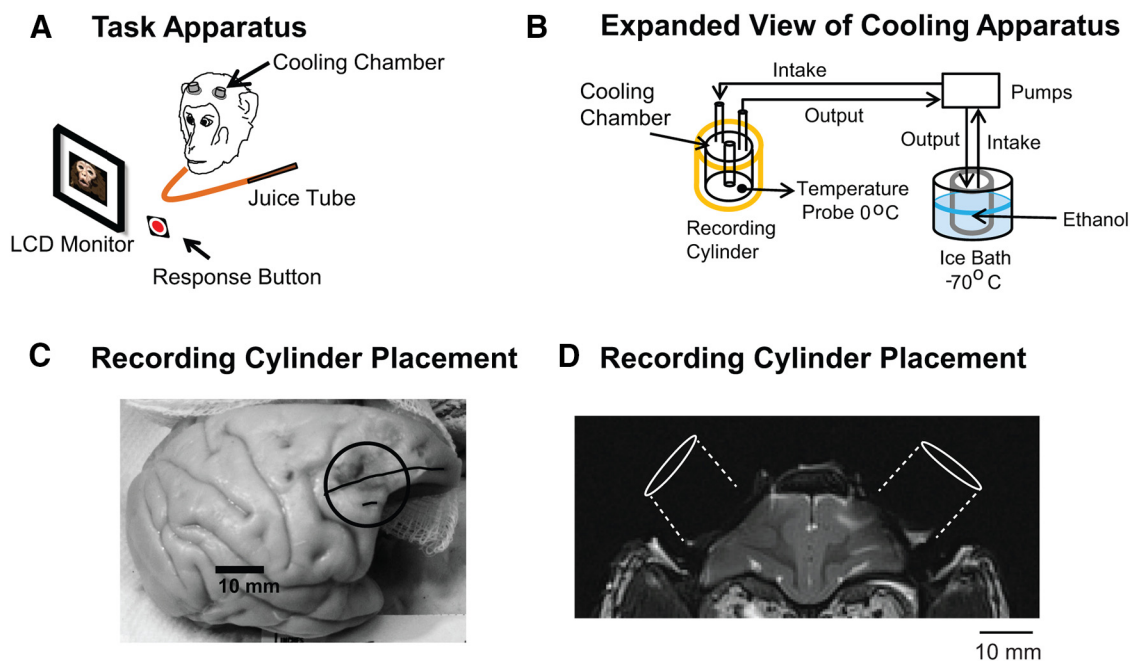 A Task Apparatus
Cooling Chamber
Juice Tube
LCD Monitor
Response Button
B Expanded View of Cooling Apparatus
Intake
Cooling
Chamber
Pumps
Output
Output
Intake
Temperature
Probe 0°C
Recording
Cylinder
Ethanol
Ice Bath
-70° C
C Recording Cylinder Placement
10 mm
D Recording Cylinder Placement
10 mm